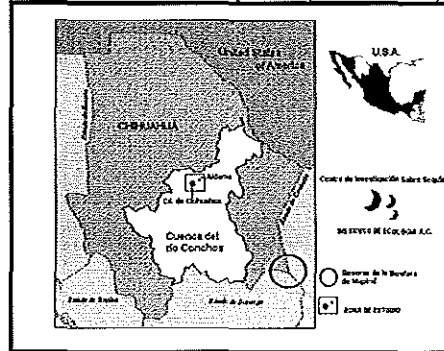 United States
of America
U.S.A.
CHIHUAHUA
Aldama
Cd. de Chihuahua
Cuenca del
río Conchos
Centro de Investigación Sobre Sequía
INSTITUTO DE ECOLOGIA A.C.
Reserva de la Biosfera
de Mapimí
ZONA DE ESTUDIO
Estado de Sinaloa
Estado de Durango